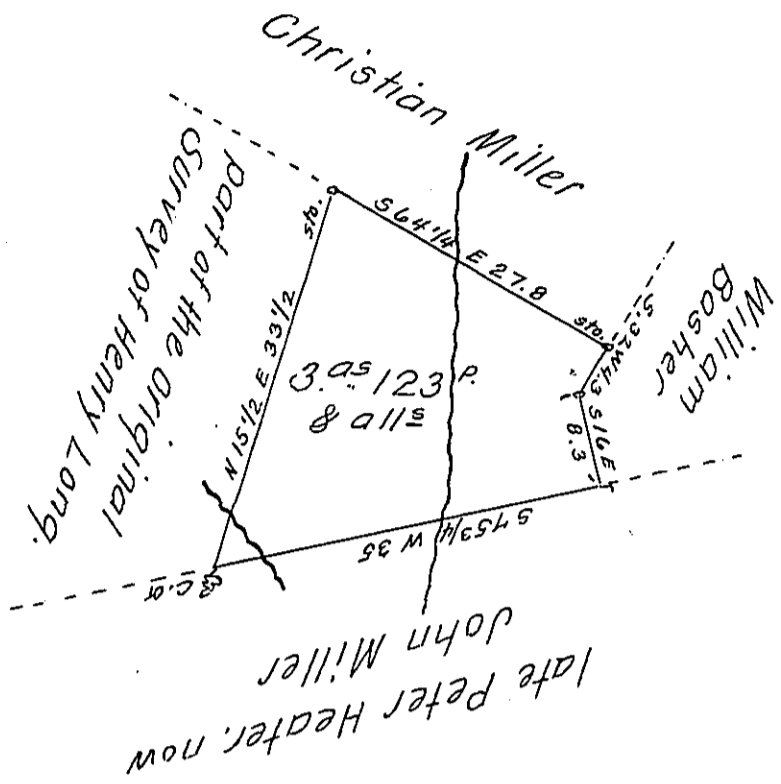 Christian Miller
part of the original
Survey of Henry Long.
sto.
S 64 1/4 E 27.8
sto.
William
Basher
S. 32 W 4.3
S 16 E
8.3
N 15 1/2 E 33 1/2
3. as 123 P.
& alls
S 75 3/4 W 35
late Peter Heater, now
John Miller